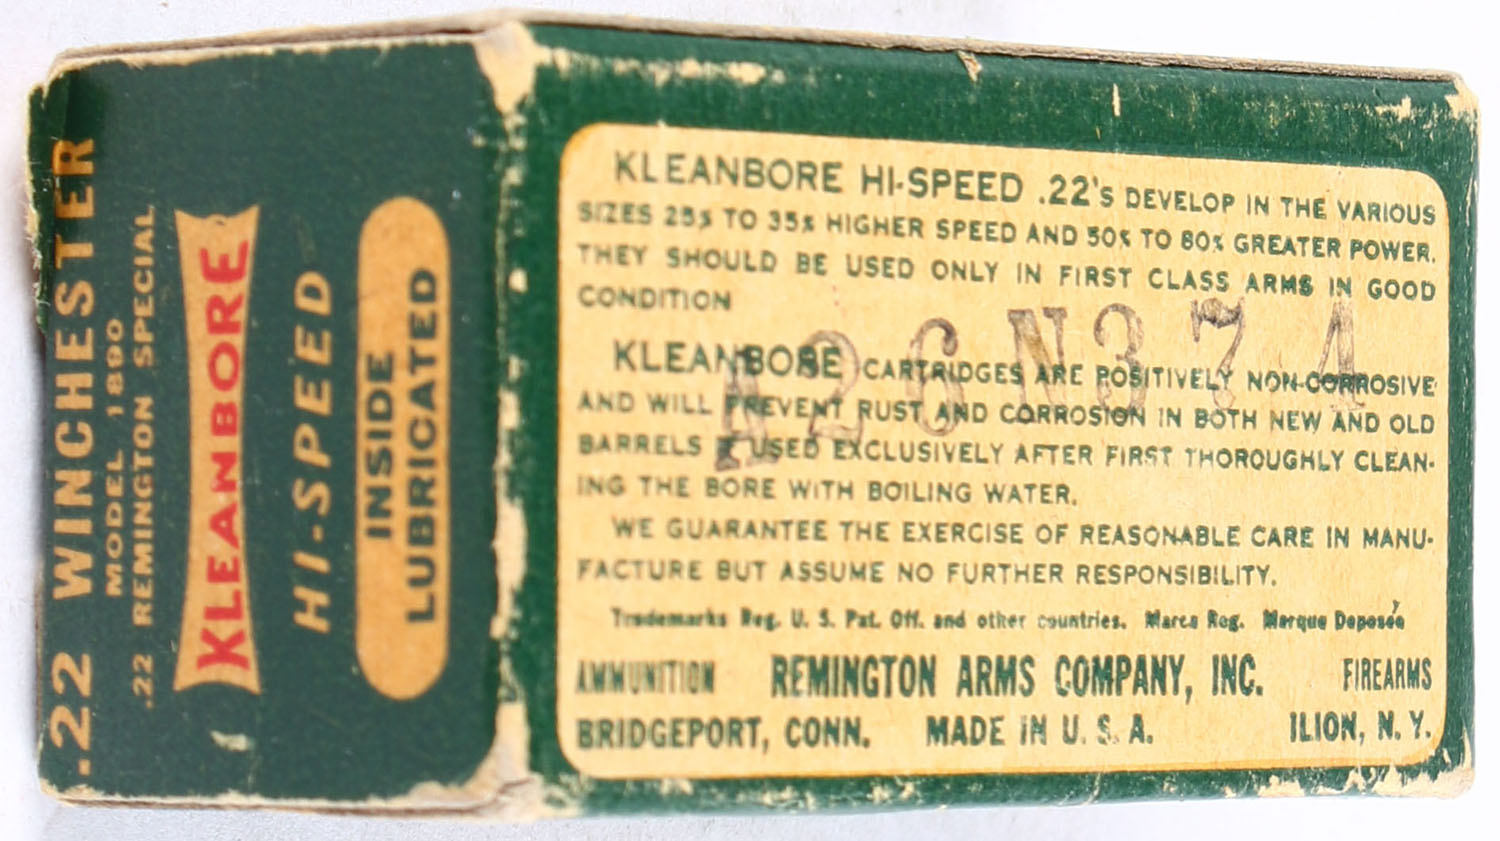 .22 WINCHESTER
MODEL 1890
.22 REMINGTON SPECIAL
KLEANBORE
HI-SPEED
INSIDE
LUBRICATED
KLEANBORE HI-SPEED .22's DEVELOP IN THE VARIOUS
SIZES 25% TO 35% HIGHER SPEED AND 50% TO 80% GREATER POWER.
THEY SHOULD BE USED ONLY IN FIRST CLASS ARMS IN GOOD
CONDITION
KLEANBORE CARTRIDGES ARE POSITIVELY NON-CORROSIVE
AND WILL PREVENT RUST AND CORROSION IN BOTH NEW AND OLD
BARRELS IF USED EXCLUSIVELY AFTER FIRST THOROUGHLY CLEAN-
ING THE BORE WITH BOILING WATER.
WE GUARANTEE THE EXERCISE OF REASONABLE CARE IN MANU-
FACTURE BUT ASSUME NO FURTHER RESPONSIBILITY.
Trademarks Reg. U. S. Pat. Off. and other countries. Marca Reg. Marque Deposée
AMMUNITION REMINGTON ARMS COMPANY, INC. FIREARMS
BRIDGEPORT, CONN. MADE IN U. S. A. ILION, N. Y.
A26N374